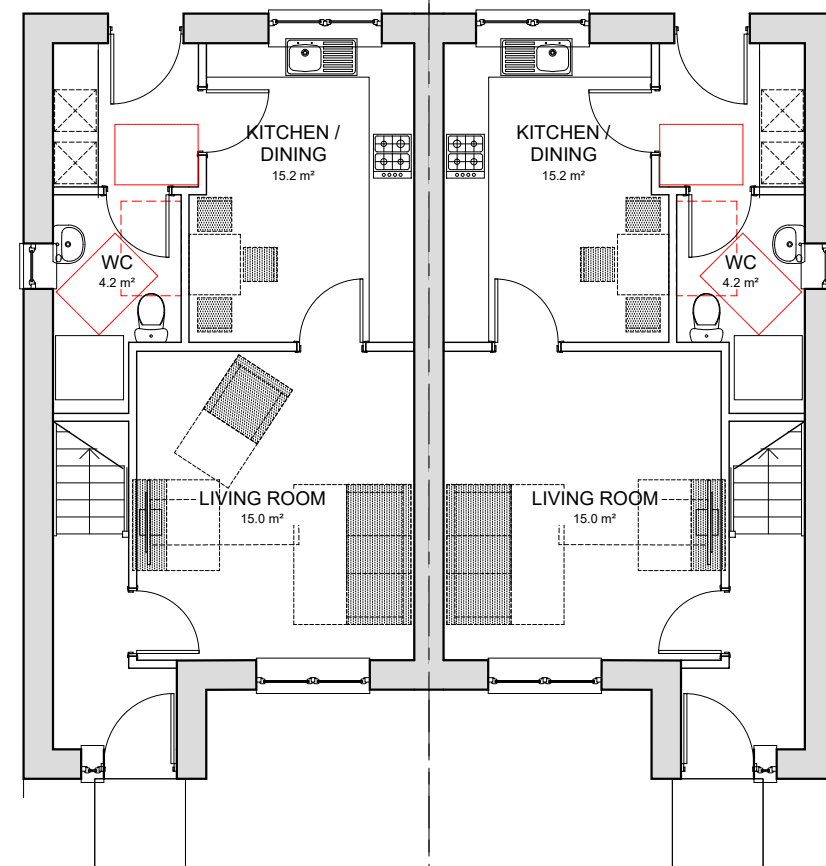 KITCHEN /
DINING
15.2 m²
KITCHEN /
DINING
15.2 m²
WC
4.2 m²
WC
4.2 m²
LIVING ROOM
15.0 m²
LIVING ROOM
15.0 m²